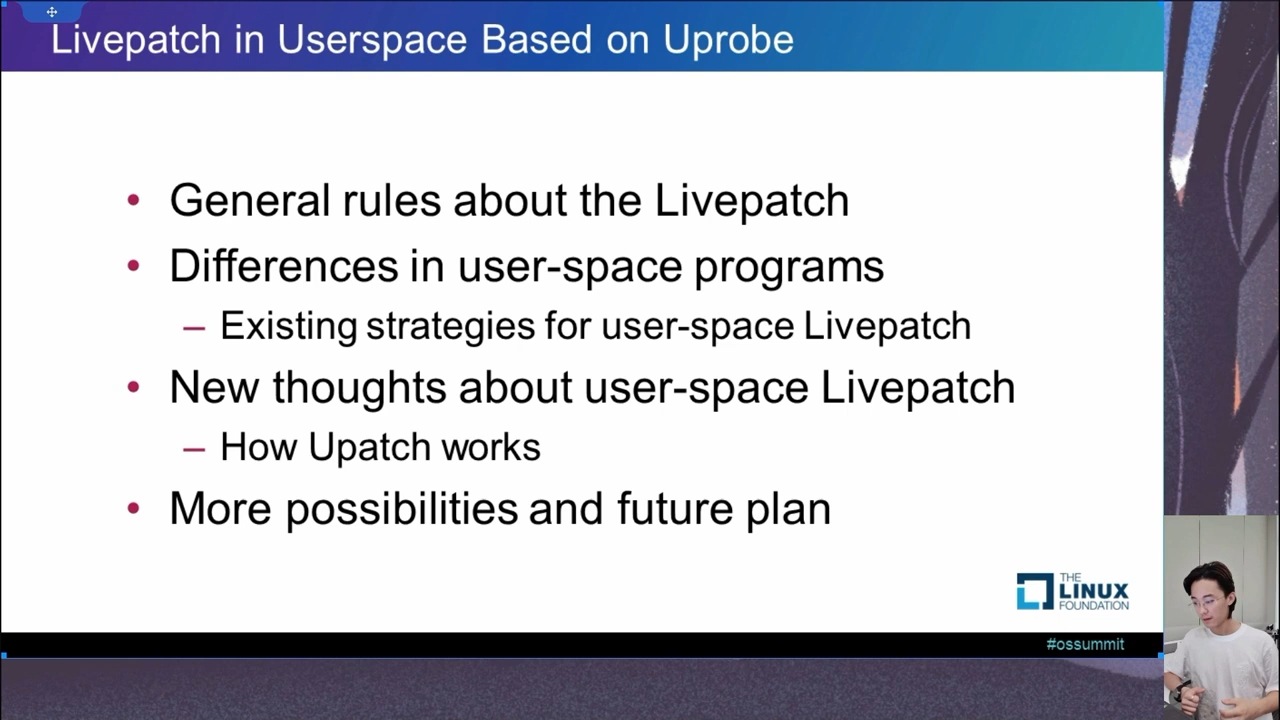 Livepatch in Userspace Based on Uprobe
• General rules about the Livepatch
• Differences in user-space programs
– Existing strategies for user-space Livepatch
• New thoughts about user-space Livepatch
– How Upatch works
• More possibilities and future plan
THE
LINUX
FOUNDATION
#ossummit